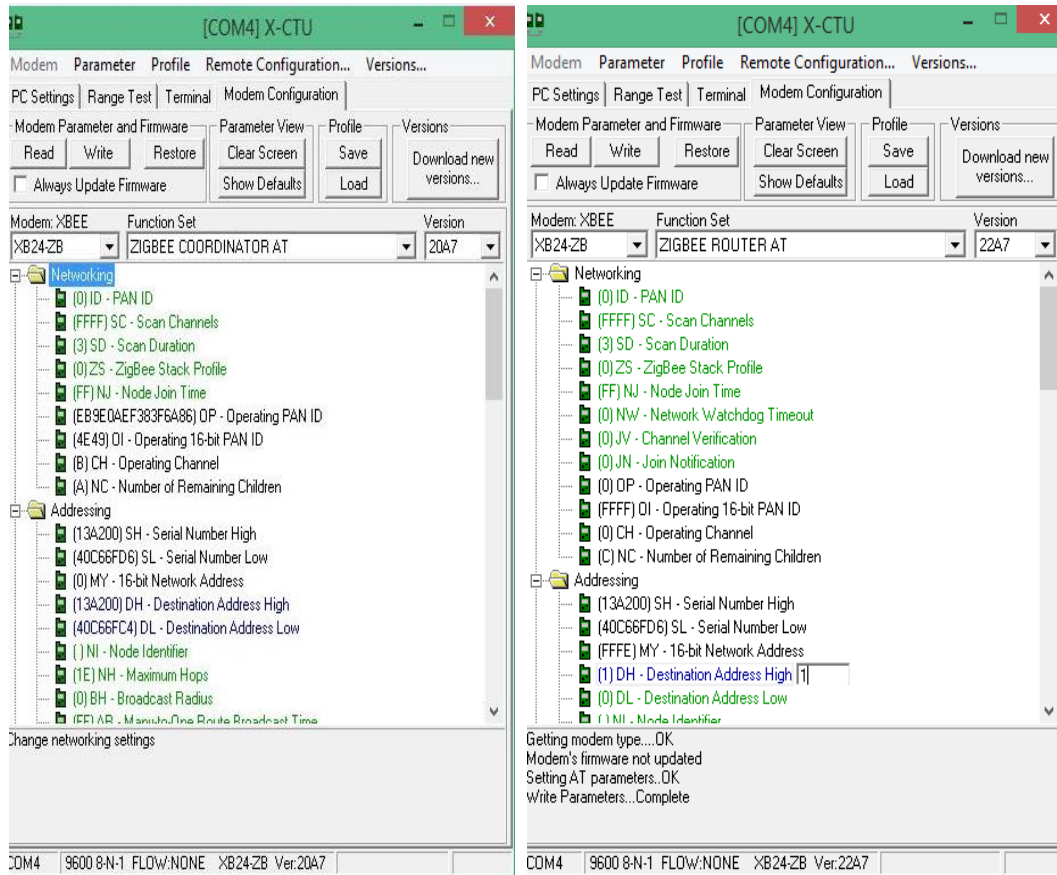 [COM4] X-CTU
Modem Parameter Profile Remote Configuration... Versions...
PC Settings Range Test Terminal Modem Configuration
Modem Parameter and Firmware Parameter View Profile Versions
Read Write Restore Clear Screen Save Download new versions...
Always Update Firmware Show Defaults Load
Modem: XBEE Function Set Version
XB24-ZB ZIGBEE COORDINATOR AT 20A7
Networking
(0) ID - PAN ID
(FFFF) SC - Scan Channels
(3) SD - Scan Duration
(0) ZS - ZigBee Stack Profile
(FF) NJ - Node Join Time
(EB9E0AEF383F6A86) OP - Operating PAN ID
(4E49) OI - Operating 16-bit PAN ID
(B) CH - Operating Channel
(A) NC - Number of Remaining Children
Addressing
(13A200) SH - Serial Number High
(40C66FD6) SL - Serial Number Low
(0) MY - 16-bit Network Address
(13A200) DH - Destination Address High
(40C66FC4) DL - Destination Address Low
( ) NI - Node Identifier
(1E) NH - Maximum Hops
(0) BH - Broadcast Radius
(FF) AR - Many-to-One Route Broadcast Time
Change networking settings
COM4 9600 8-N-1 FLOW:NONE XB24-ZB Ver:20A7
[COM4] X-CTU
Modem Parameter Profile Remote Configuration... Versions...
PC Settings Range Test Terminal Modem Configuration
Modem Parameter and Firmware Parameter View Profile Versions
Read Write Restore Clear Screen Save Download new versions...
Always Update Firmware Show Defaults Load
Modem: XBEE Function Set Version
XB24-ZB ZIGBEE ROUTER AT 22A7
Networking
(0) ID - PAN ID
(FFFF) SC - Scan Channels
(3) SD - Scan Duration
(0) ZS - ZigBee Stack Profile
(FF) NJ - Node Join Time
(0) NW - Network Watchdog Timeout
(0) JV - Channel Verification
(0) JN - Join Notification
(0) OP - Operating PAN ID
(FFFF) OI - Operating 16-bit PAN ID
(0) CH - Operating Channel
(C) NC - Number of Remaining Children
Addressing
(13A200) SH - Serial Number High
(40C66FD6) SL - Serial Number Low
(FFFE) MY - 16-bit Network Address
(1) DH - Destination Address High 1
(0) DL - Destination Address Low
( ) NI - Node Identifier
Getting modem type....OK
Modem's firmware not updated
Setting AT parameters..OK
Write Parameters...Complete
COM4 9600 8-N-1 FLOW:NONE XB24-ZB Ver:22A7